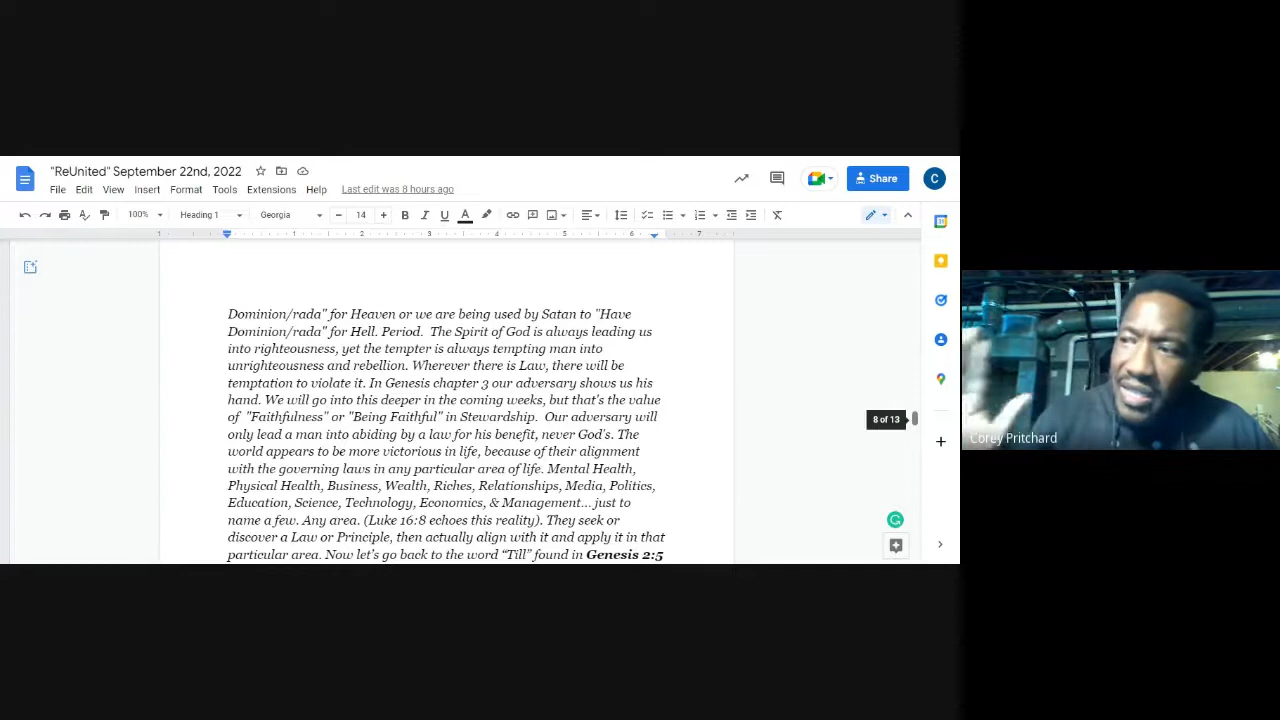 "ReUnited" September 22nd, 2022
File Edit View Insert Format Tools Extensions Help Last edit was 8 hours ago
Share
C
100% Heading 1 Georgia − 14 + B I U A
1 1 2 3 4 5 6 7
Dominion/rada" for Heaven or we are being used by Satan to "Have
Dominion/rada" for Hell. Period. The Spirit of God is always leading us
into righteousness, yet the tempter is always tempting man into
unrighteousness and rebellion. Wherever there is Law, there will be
temptation to violate it. In Genesis chapter 3 our adversary shows us his
hand. We will go into this deeper in the coming weeks, but that's the value
of "Faithfulness" or "Being Faithful" in Stewardship. Our adversary will
only lead a man into abiding by a law for his benefit, never God's. The
world appears to be more victorious in life, because of their alignment
with the governing laws in any particular area of life. Mental Health,
Physical Health, Business, Wealth, Riches, Relationships, Media, Politics,
Education, Science, Technology, Economics, & Management... just to
name a few. Any area. (Luke 16:8 echoes this reality). They seek or
discover a Law or Principle, then actually align with it and apply it in that
particular area. Now let's go back to the word “Till” found in Genesis 2:5
8 of 13
Corey Pritchard